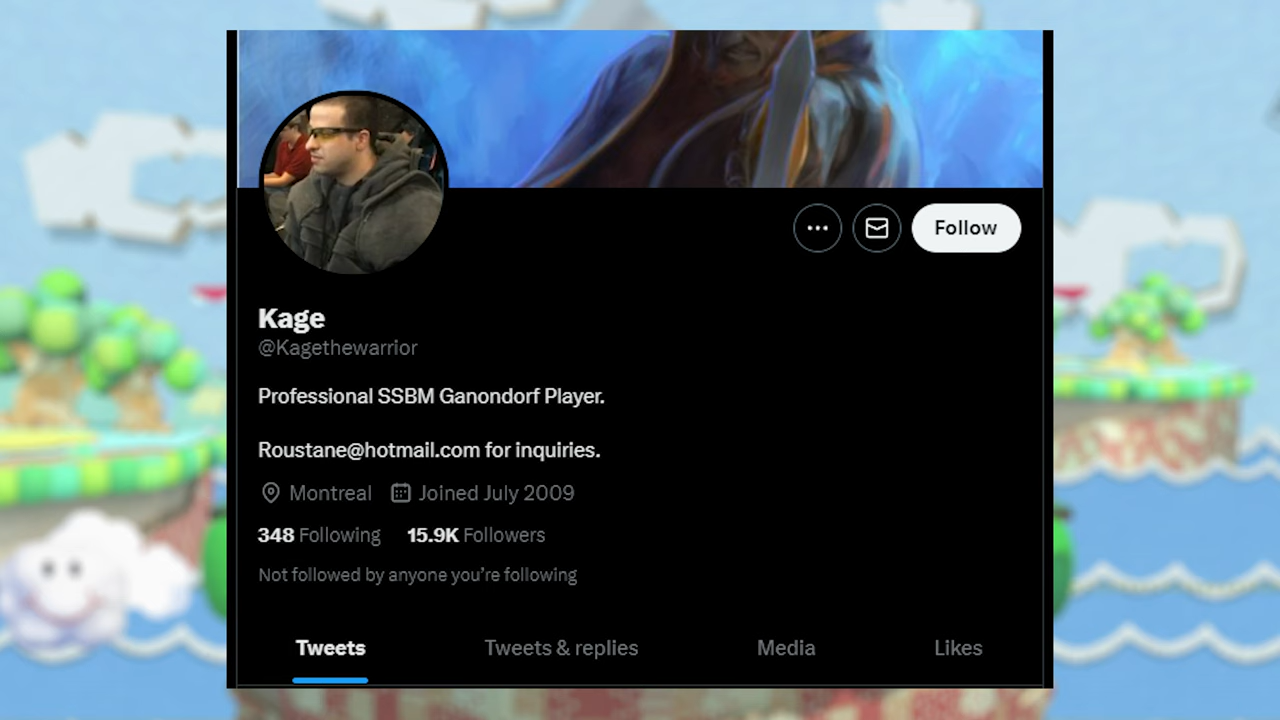 Follow
Kage
@Kagethewarrior
Professional SSBM Ganondorf Player.
Roustane@hotmail.com for inquiries.
Montreal Joined July 2009
348 Following 15.9K Followers
Not followed by anyone you're following
Tweets Tweets & replies Media Likes